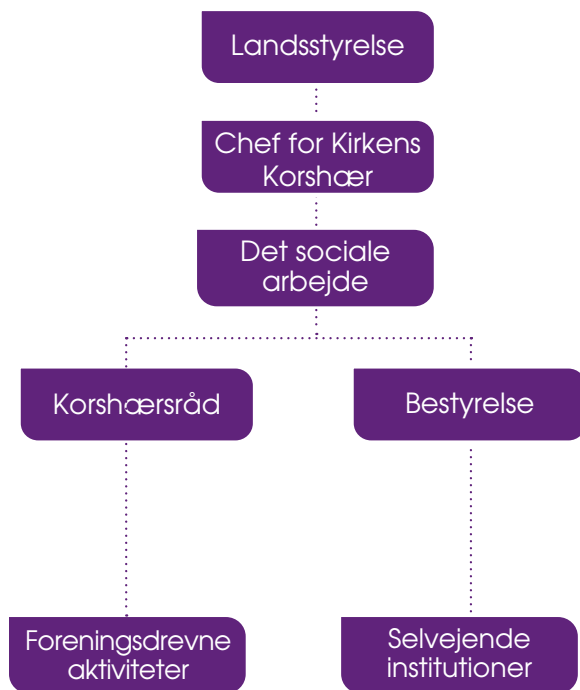 Landsstyrelse
Chef for Kirkens
Korshær
Det sociale
arbejde
Korshærsråd
Bestyrelse
Foreningsdrevne
aktiviteter
Selvejende
institutioner